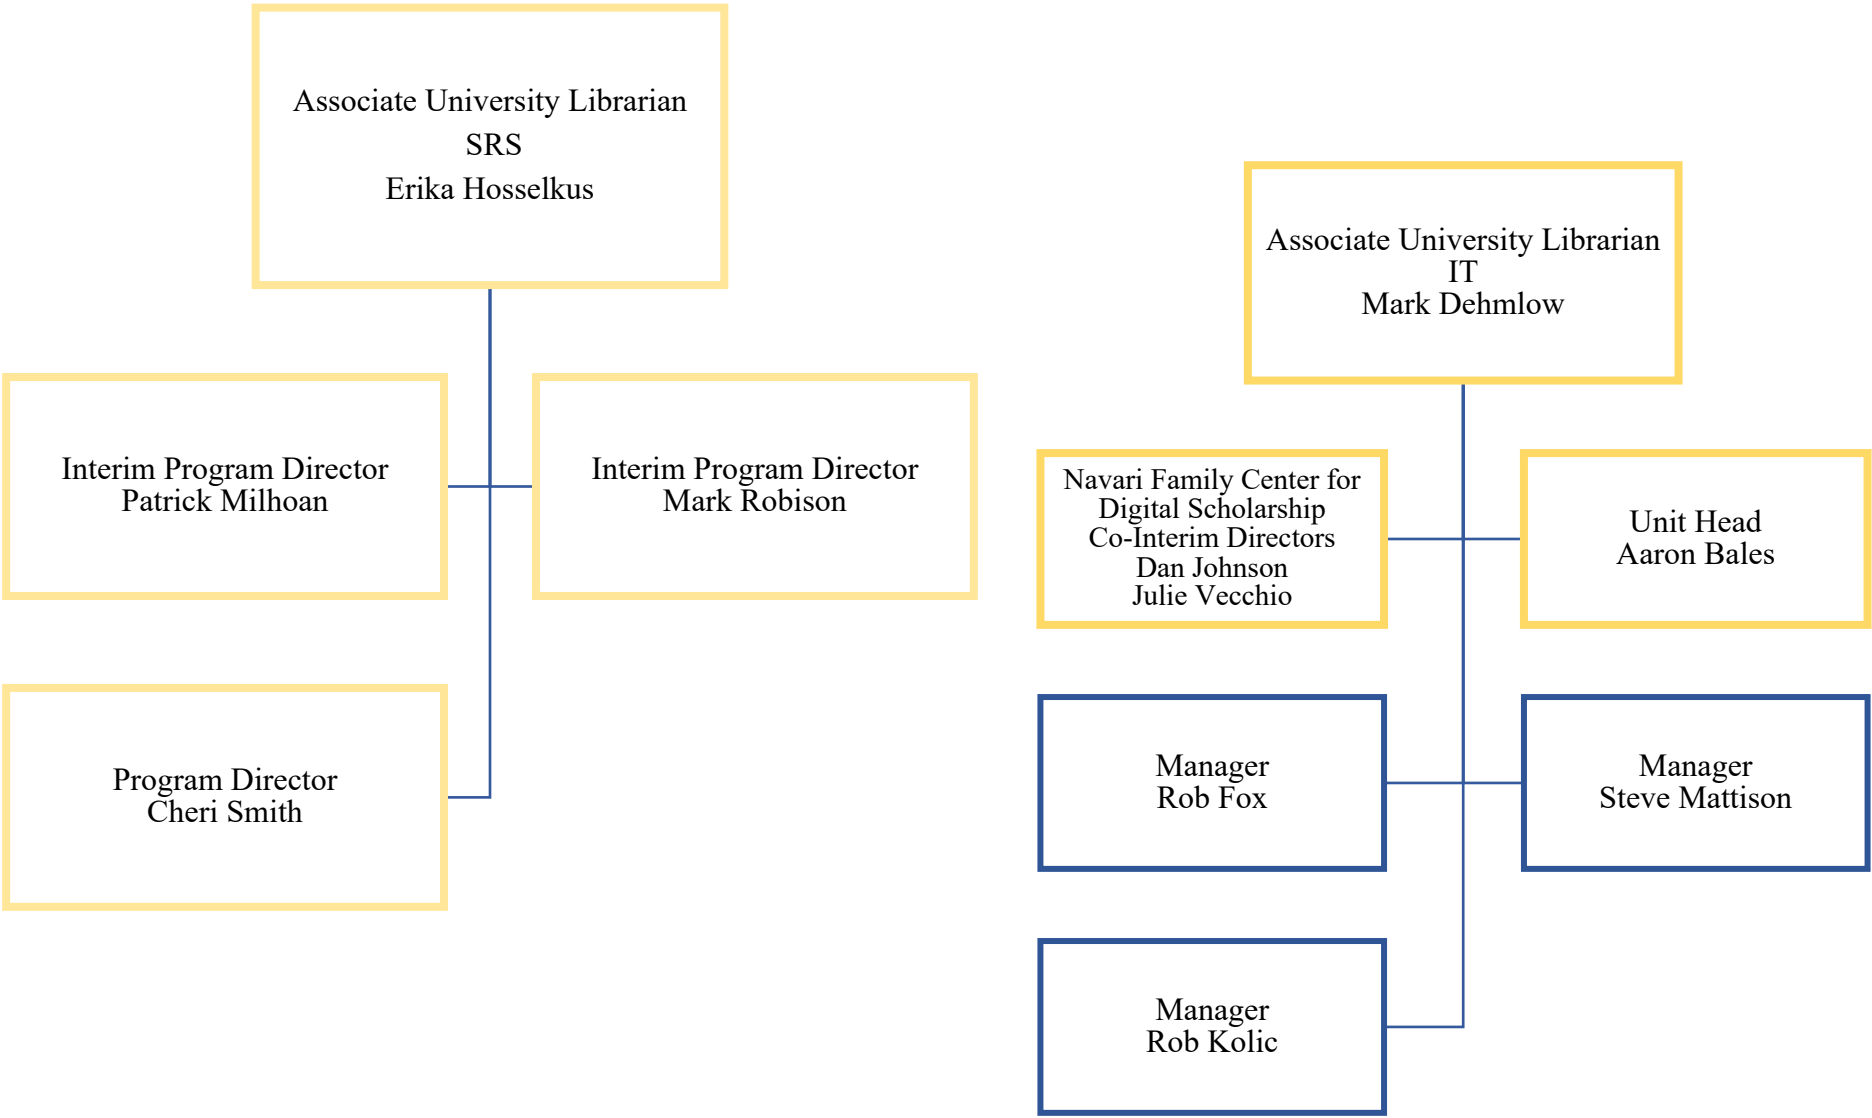 Associate University Librarian
SRS
Erika Hosselkus
Interim Program Director
Patrick Milhoan
Interim Program Director
Mark Robison
Program Director
Cheri Smith
Associate University Librarian
IT
Mark Dehmlow
Navari Family Center for
Digital Scholarship
Co-Interim Directors
Dan Johnson
Julie Vecchio
Unit Head
Aaron Bales
Manager
Rob Fox
Manager
Steve Mattison
Manager
Rob Kolic